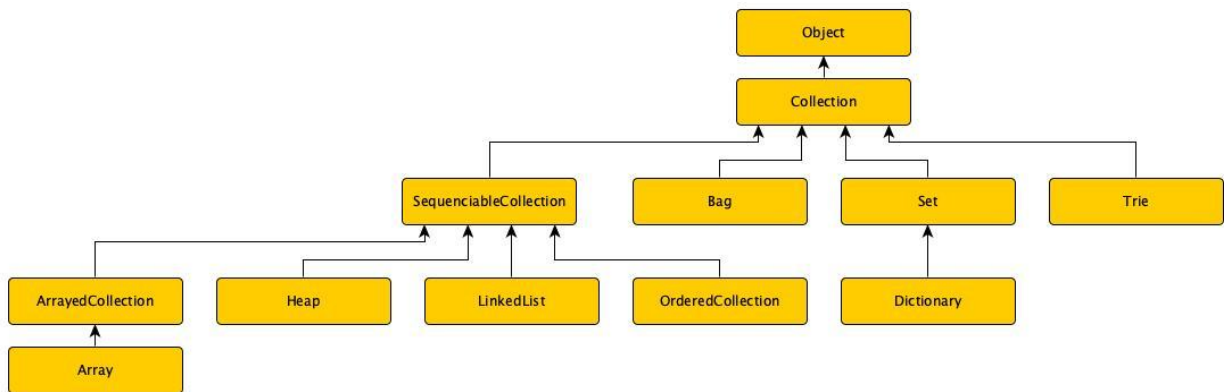 Object
Collection
SequenciableCollection
Bag
Set
Trie
ArrayedCollection
Heap
LinkedList
OrderedCollection
Dictionary
Array